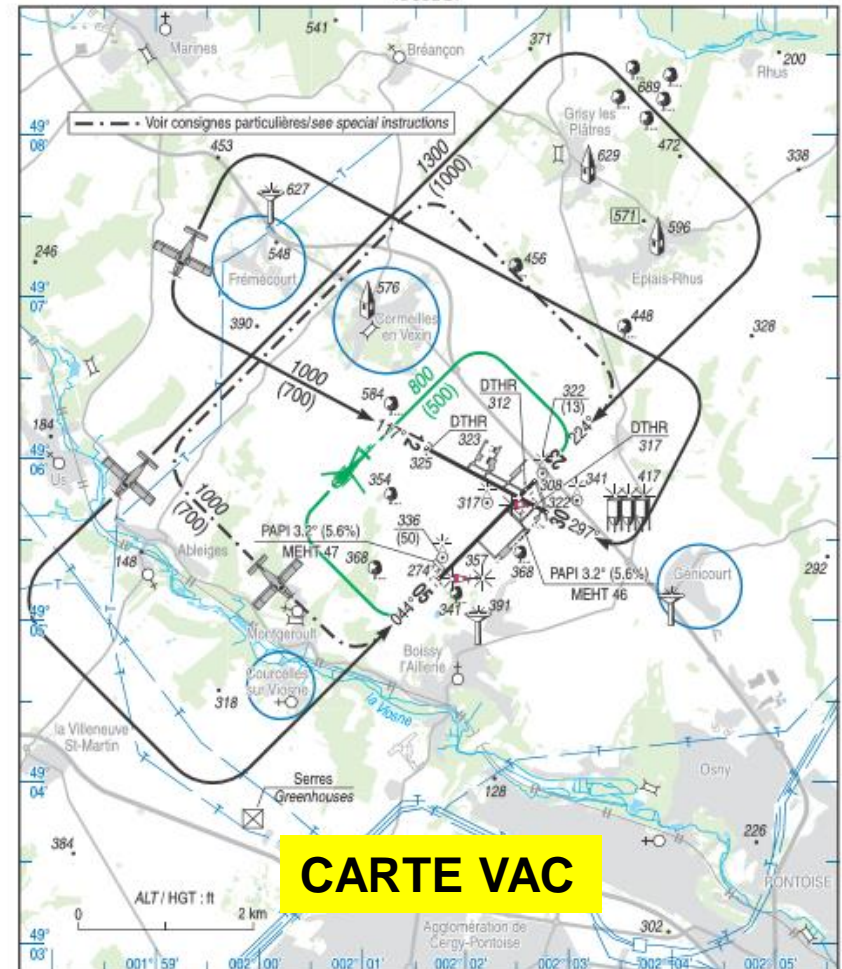 541
Marines
Bréançon
371
200
Rhus
689
49°
08'
Voir consignes particulières/see special instructions
Grisy les
Plâtres
453
1300
(1000)
629
472
338
627
571
596
246
548
Frémécourt
456
Epiais-Rhus
49°
07'
576
Cormeilles
en Vexin
390
448
328
1000
(700)
800
(500)
584
DTHR
312
322
(13)
224°
184
117°
12
DTHR
323
DTHR
317
49°
06'
325
23
Us
354
317
308
341
417
322
30
297°
1000
(700)
336
(50)
PAPI 3.2° (5.6%)
MEHT 47
Ableiges
148
368
274
357
368
PAPI 3.2° (5.6%)
MEHT 46
Génicourt
292
05
341
391
044°
49°
05'
Montgeroult
Boissy
l'Aillerie
Courcelles
sur Viosne
318
la Viosne
la Villeneuve
St-Martin
Osny
49°
04'
Serres
Greenhouses
128
226
384
CARTE VAC
PONTOISE
ALT / HGT : ft
0
2 km
302
Agglomération de
Cergy-Pontoise
49°
03'
001° 59'
002° 00'
002° 01'
002° 02'
002° 03'
002° 04'
002° 05'